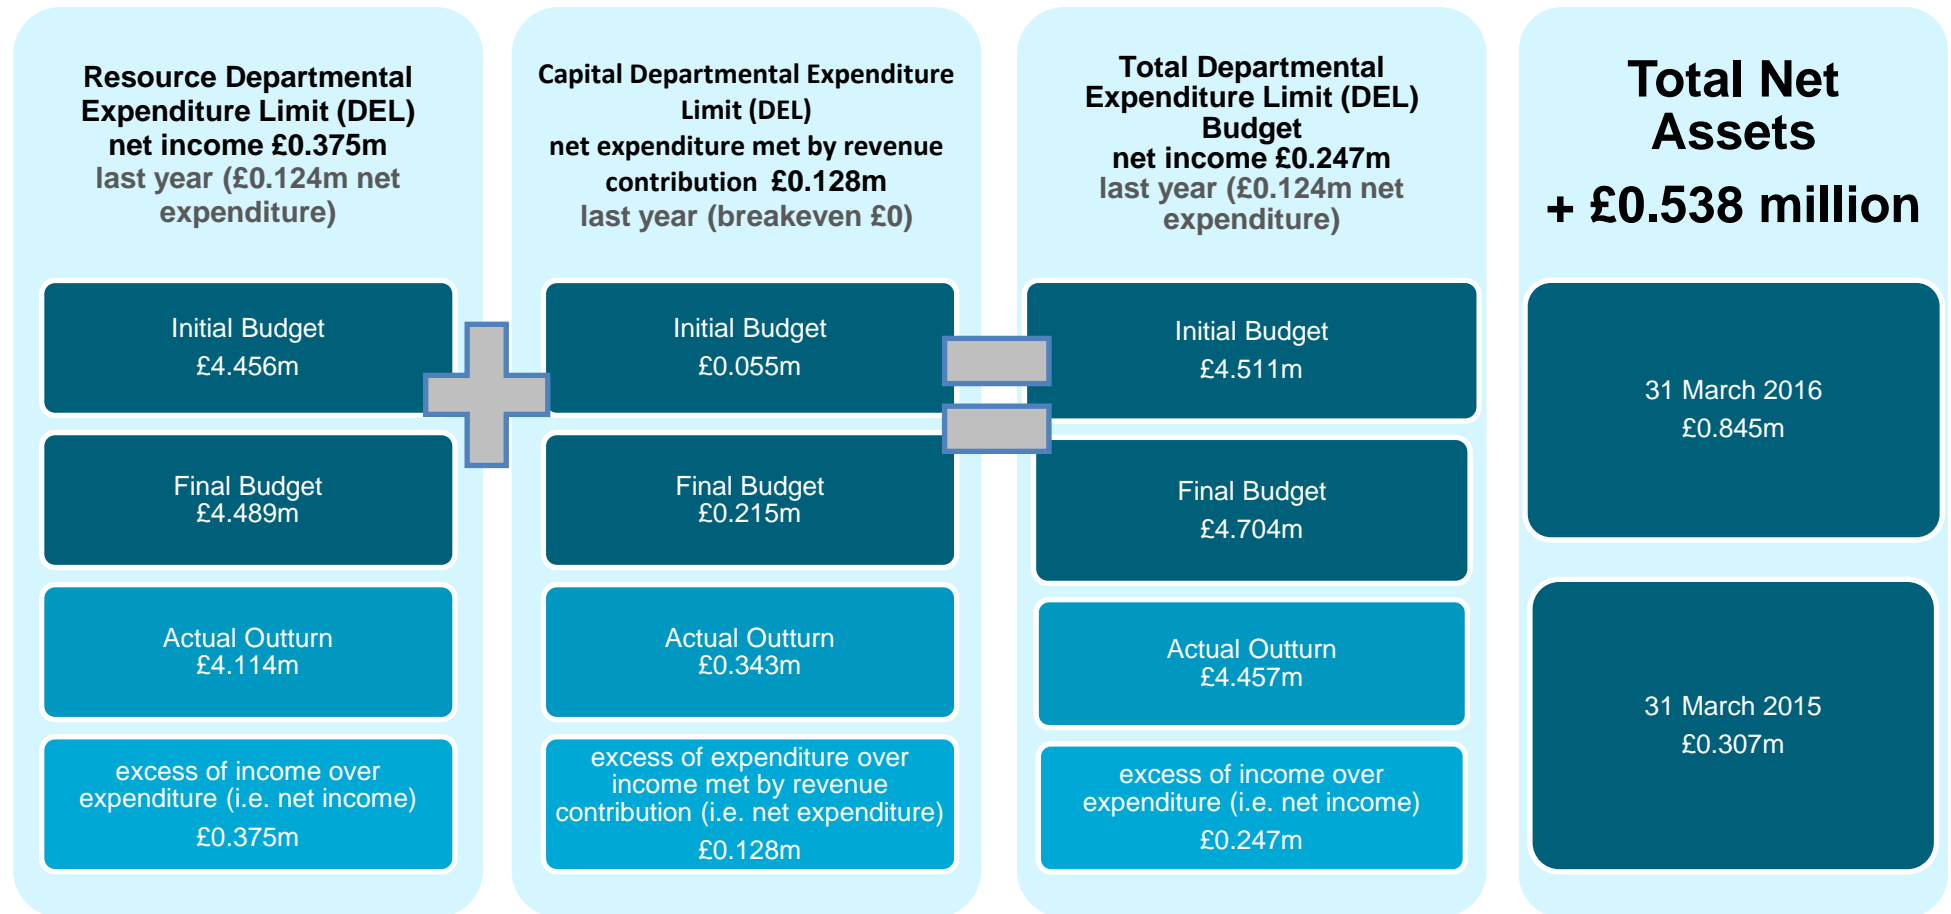 Resource Departmental
Expenditure Limit (DEL)
net income £0.375m
last year (£0.124m net
expenditure)
Initial Budget
£4.456m
Final Budget
£4.489m
Actual Outturn
£4.114m
excess of income over
expenditure (i.e. net income)
£0.375m
Capital Departmental Expenditure
Limit (DEL)
net expenditure met by revenue
contribution £0.128m
last year (breakeven £0)
Initial Budget
£0.055m
Final Budget
£0.215m
Actual Outturn
£0.343m
excess of expenditure over
income met by revenue
contribution (i.e. net expenditure)
£0.128m
Total Departmental
Expenditure Limit (DEL)
Budget
net income £0.247m
last year (£0.124m net
expenditure)
Initial Budget
£4.511m
Final Budget
£4.704m
Actual Outturn
£4.457m
excess of income over
expenditure (i.e. net income)
£0.247m
Total Net
Assets
+ £0.538 million
31 March 2016
£0.845m
31 March 2015
£0.307m